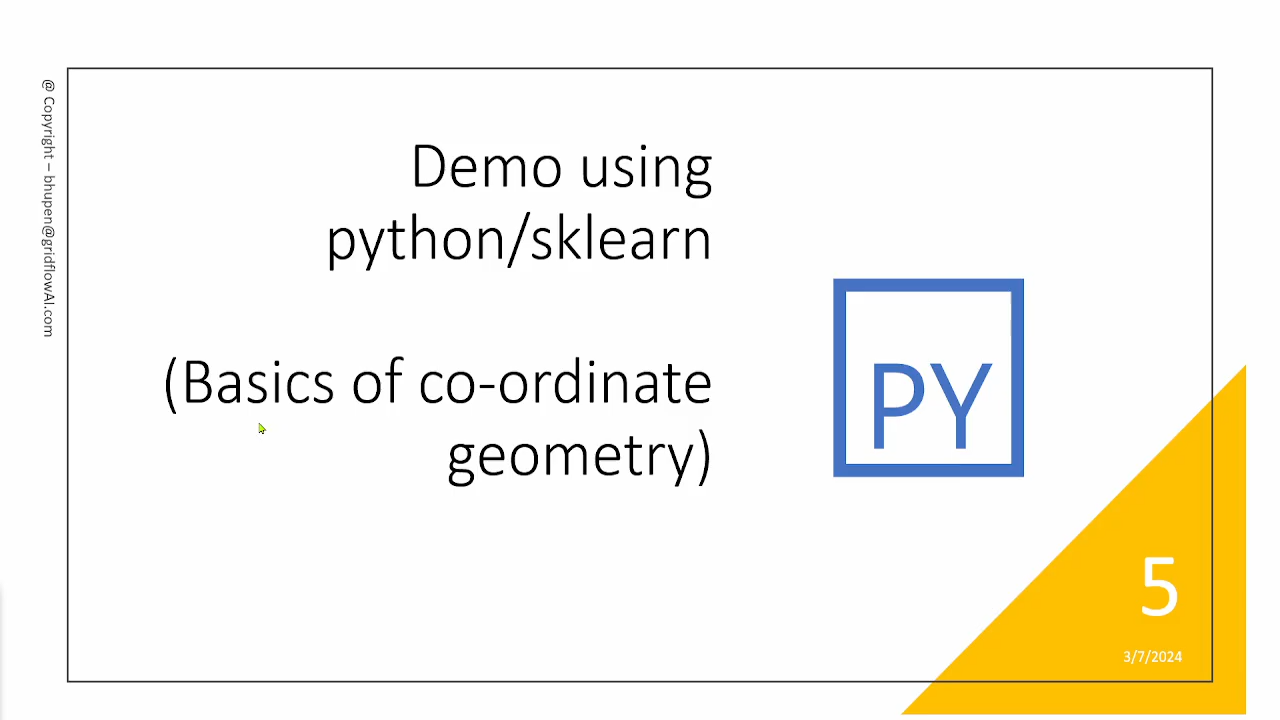 @ Copyright – bhupen@gridflowAI.com
Demo using
python/sklearn
(Basics of co-ordinate
geometry)
PY
5
3/7/2024